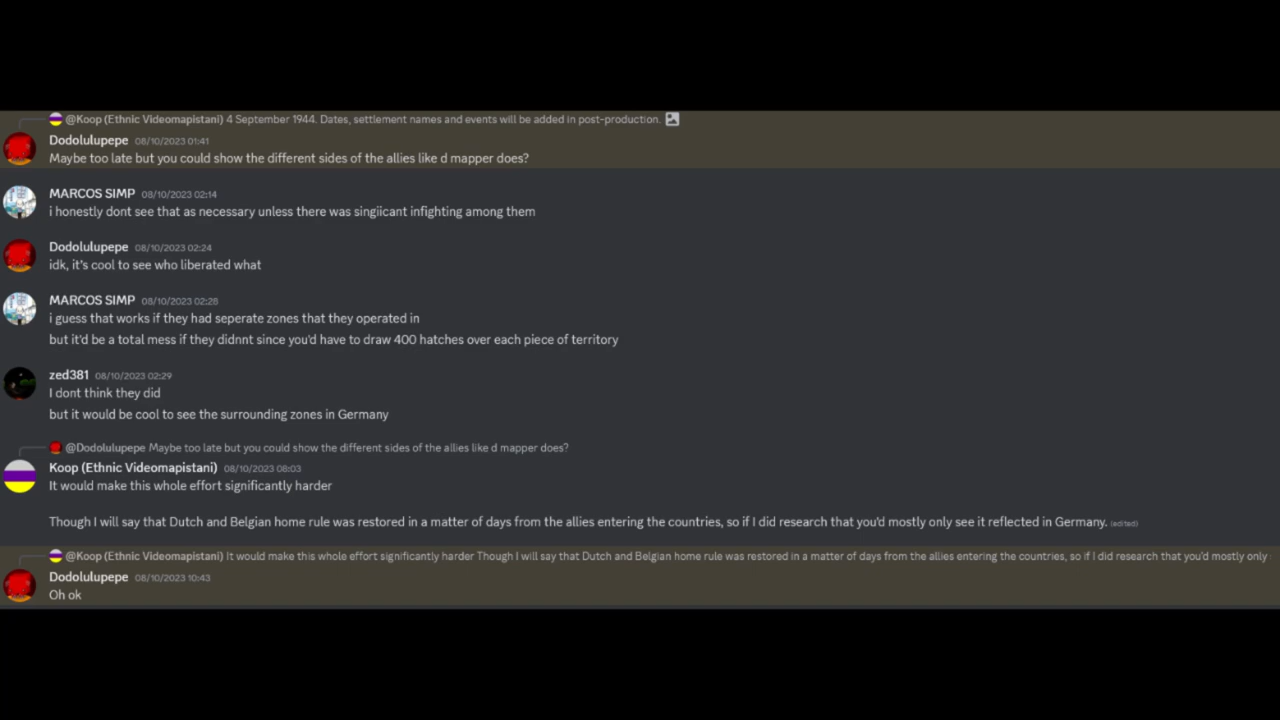 @Koop (Ethnic Videomapistani) 4 September 1944. Dates, settlement names and events will be added in post-production.
Dodolulupepe 08/10/2023 01:41
Maybe too late but you could show the different sides of the allies like d mapper does?
MARCOS SIMP 08/10/2023 02:14
i honestly dont see that as necessary unless there was singiicant infighting among them
Dodolulupepe 08/10/2023 02:24
idk, it's cool to see who liberated what
MARCOS SIMP 08/10/2023 02:28
i guess that works if they had seperate zones that they operated in
but it'd be a total mess if they didnnt since you'd have to draw 400 hatches over each piece of territory
zed381 08/10/2023 02:29
I dont think they did
but it would be cool to see the surrounding zones in Germany
@Dodolulupepe Maybe too late but you could show the different sides of the allies like d mapper does?
Koop (Ethnic Videomapistani) 08/10/2023 08:03
It would make this whole effort significantly harder
Though I will say that Dutch and Belgian home rule was restored in a matter of days from the allies entering the countries, so if I did research that you'd mostly only see it reflected in Germany. (edited)
@Koop (Ethnic Videomapistani) It would make this whole effort significantly harder Though I will say that Dutch and Belgian home rule was restored in a matter of days from the allies entering the countries, so if I did research that you'd mostly only
Dodolulupepe 08/10/2023 10:43
Oh ok